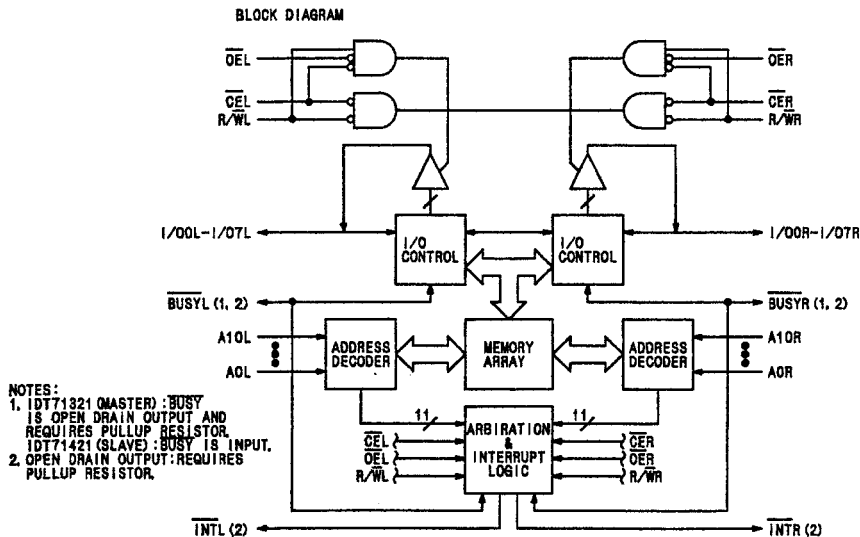 BLOCK DIAGRAM
OEL
OER
CEL
CER
R/WL
R/WR
I/O0L-I/O7L
I/O CONTROL
I/O CONTROL
I/O0R-I/O7R
BUSYL (1, 2)
BUSYR (1, 2)
A10L
ADDRESS DECODER
MEMORY ARRAY
ADDRESS DECODER
A10R
A0L
A0R
NOTES:
1. IDT71321 (MASTER) : BUSY
IS OPEN DRAIN OUTPUT AND
REQUIRES PULLUP RESISTOR.
IDT71421 (SLAVE) : BUSY IS INPUT.
2. OPEN DRAIN OUTPUT : REQUIRES
PULLUP RESISTOR.
11
11
ARBIRATION
&
INTERRUPT
LOGIC
CEL
OEL
R/WL
CER
OER
R/WR
INTL (2)
INTR (2)